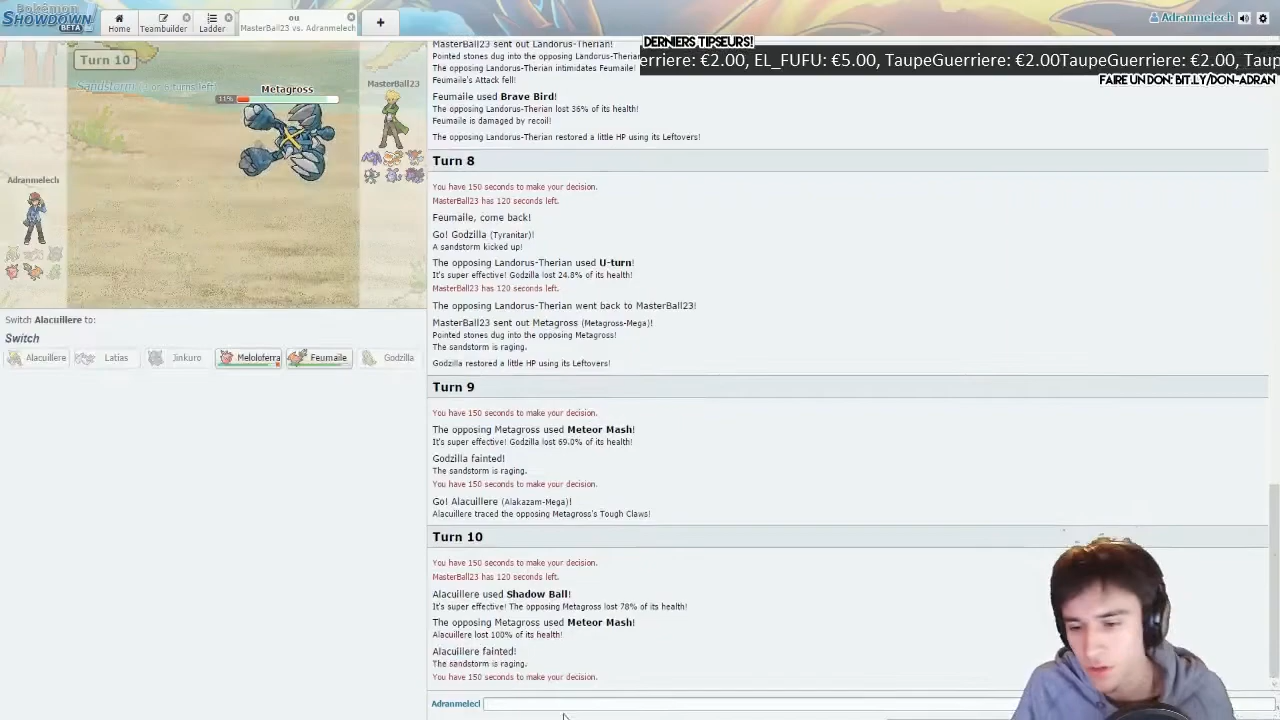 Pokémon
SHOWDOWN
BETA
Home
Teambuilder
Ladder
ou
MasterBall23 vs. Adranmelech
+
Adranmelech
DERNIERS TIPSEURS!
erriere: €2.00, EL_FUFU: €5.00, TaupeGuerriere: €2.00TaupeGuerriere: €2.00, Taup
FAIRE UN DON: BIT.LY/DON-ADRAN
Turn 10
Metagross
11%
MasterBall23
Adranmelech
Switch Alacuillere to:
Switch
Alacuillere
Latias
Jinkuro
Meloloferra
Feumaile
Godzilla
MasterBall23 sent out Landorus-Therian!
Pointed stones dug into the opposing Landorus-Therian!
The opposing Landorus-Therian intimidates Feumaile!
Feumaile's Attack fell!
Feumaile used Brave Bird!
The opposing Landorus-Therian lost 36% of its health!
Feumaile is damaged by recoil!
The opposing Landorus-Therian restored a little HP using its Leftovers!
Turn 8
You have 150 seconds to make your decision.
MasterBall23 has 120 seconds left.
Feumaile, come back!
Go! Godzilla (Tyranitar)!
A sandstorm kicked up!
The opposing Landorus-Therian used U-turn!
It's super effective! Godzilla lost 24.8% of its health!
MasterBall23 has 120 seconds left.
The opposing Landorus-Therian went back to MasterBall23!
MasterBall23 sent out Metagross (Metagross-Mega)!
Pointed stones dug into the opposing Metagross!
The sandstorm is raging.
Godzilla restored a little HP using its Leftovers!
Turn 9
You have 150 seconds to make your decision.
The opposing Metagross used Meteor Mash!
It's super effective! Godzilla lost 69.0% of its health!
Godzilla fainted!
The sandstorm is raging.
You have 150 seconds to make your decision.
Go! Alacuillere (Alakazam-Mega)!
Alacuillere traced the opposing Metagross's Tough Claws!
Turn 10
You have 150 seconds to make your decision.
MasterBall23 has 120 seconds left.
Alacuillere used Shadow Ball!
It's super effective! The opposing Metagross lost 78% of its health!
The opposing Metagross used Meteor Mash!
Alacuillere lost 100% of its health!
Alacuillere fainted!
The sandstorm is raging.
You have 150 seconds to make your decision.
Adranmelecl